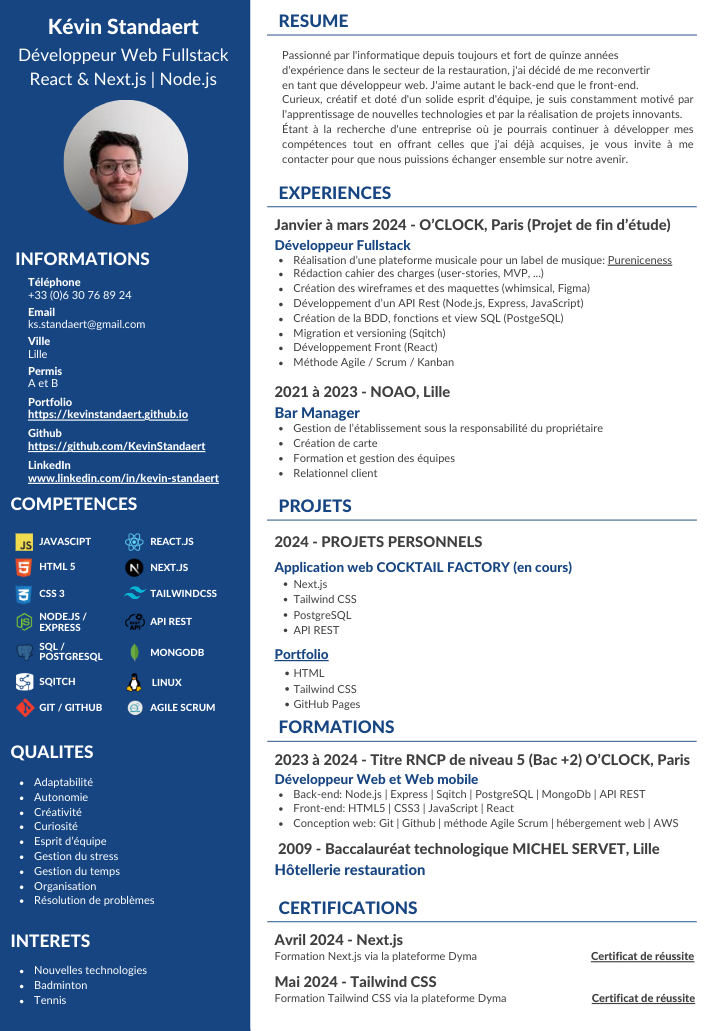 Kévin Standaert
Développeur Web Fullstack
React & Next.js | Node.js
INFORMATIONS
Téléphone
+33 (0)6 30 76 89 24
Email
ks.standaert@gmail.com
Ville
Lille
Permis
A et B
Portfolio
https://kevinstandaert.github.io
Github
https://github.com/KevinStandaert
LinkedIn
www.linkedin.com/in/kevin-standaert
COMPETENCES
JAVASCIPT
REACT.JS
HTML 5
NEXT.JS
CSS 3
TAILWINDCSS
NODE.JS /
EXPRESS
API REST
SQL /
POSTGRESQL
MONGODB
SQITCH
LINUX
GIT / GITHUB
AGILE SCRUM
QUALITES
• Adaptabilité
• Autonomie
• Créativité
• Curiosité
• Esprit d'équipe
• Gestion du stress
• Gestion du temps
• Organisation
• Résolution de problèmes
INTERETS
• Nouvelles technologies
• Badminton
• Tennis
RESUME
Passionné par l'informatique depuis toujours et fort de quinze années
d'expérience dans le secteur de la restauration, j'ai décidé de me reconvertir
en tant que développeur web. J'aime autant le back-end que le front-end.
Curieux, créatif et doté d'un solide esprit d'équipe, je suis constamment motivé par
l'apprentissage de nouvelles technologies et par la réalisation de projets innovants.
Étant à la recherche d'une entreprise où je pourrais continuer à développer mes
compétences tout en offrant celles que j'ai déjà acquises, je vous invite à me
contacter pour que nous puissions échanger ensemble sur notre avenir.
EXPERIENCES
Janvier à mars 2024 - O'CLOCK, Paris (Projet de fin d'étude)
Développeur Fullstack
• Réalisation d'une plateforme musicale pour un label de musique: Pureniceness
• Rédaction cahier des charges (user-stories, MVP, ...)
• Création des wireframes et des maquettes (whimsical, Figma)
• Développement d'un API Rest (Node.js, Express, JavaScript)
• Création de la BDD, fonctions et view SQL (PostgeSQL)
• Migration et versioning (Sqitch)
• Développement Front (React)
• Méthode Agile / Scrum / Kanban
2021 à 2023 - NOAO, Lille
Bar Manager
• Gestion de l'établissement sous la responsabilité du propriétaire
• Création de carte
• Formation et gestion des équipes
• Relationnel client
PROJETS
2024 - PROJETS PERSONNELS
Application web COCKTAIL FACTORY (en cours)
• Next.js
• Tailwind CSS
• PostgreSQL
• API REST
Portfolio
• HTML
• Tailwind CSS
• GitHub Pages
FORMATIONS
2023 à 2024 - Titre RNCP de niveau 5 (Bac +2) O'CLOCK, Paris
Développeur Web et Web mobile
• Back-end: Node.js | Express | Sqitch | PostgreSQL | MongoDb | API REST
• Front-end: HTML5 | CSS3 | JavaScript | React
• Conception web: Git | Github | méthode Agile Scrum | hébergement web | AWS
2009 - Baccalauréat technologique MICHEL SERVET, Lille
Hôtellerie restauration
CERTIFICATIONS
Avril 2024 - Next.js
Formation Next.js via la plateforme Dyma Certificat de réussite
Mai 2024 - Tailwind CSS
Formation Tailwind CSS via la plateforme Dyma Certificat de réussite